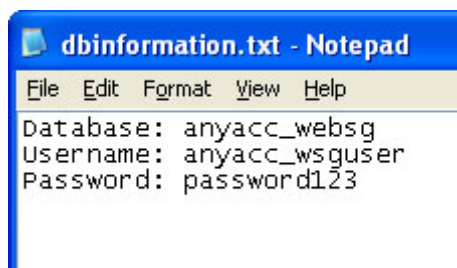 dbinformation.txt - Notepad
File Edit Format View Help
Database: anyacc_websg
Username: anyacc_wsguser
Password: password123